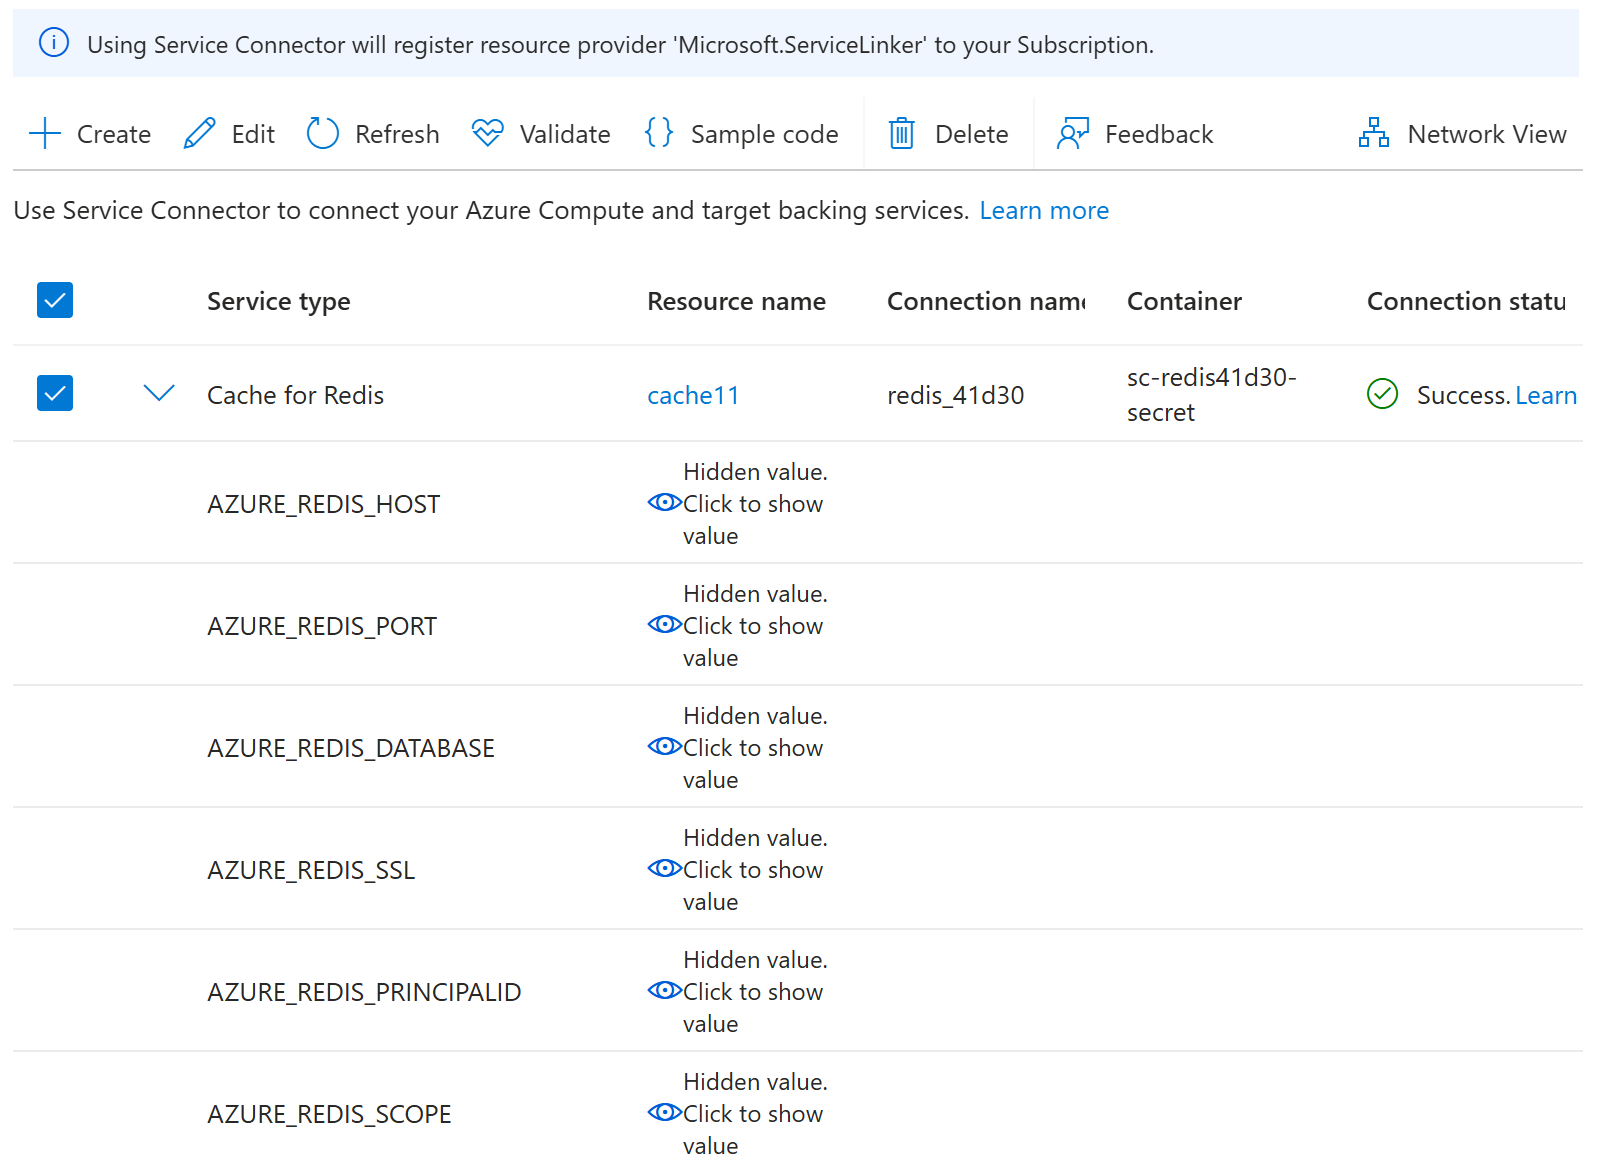 Using Service Connector will register resource provider 'Microsoft.ServiceLinker' to your Subscription.
Create Edit Refresh Validate Sample code Delete Feedback Network View
Use Service Connector to connect your Azure Compute and target backing services. Learn more
Service type Resource name Connection name Container Connection statu
Cache for Redis cache11 redis_41d30 sc-redis41d30-
secret Success. Learn
AZURE_REDIS_HOST Hidden value.
Click to show
value
AZURE_REDIS_PORT Hidden value.
Click to show
value
AZURE_REDIS_DATABASE Hidden value.
Click to show
value
AZURE_REDIS_SSL Hidden value.
Click to show
value
AZURE_REDIS_PRINCIPALID Hidden value.
Click to show
value
AZURE_REDIS_SCOPE Hidden value.
Click to show
value